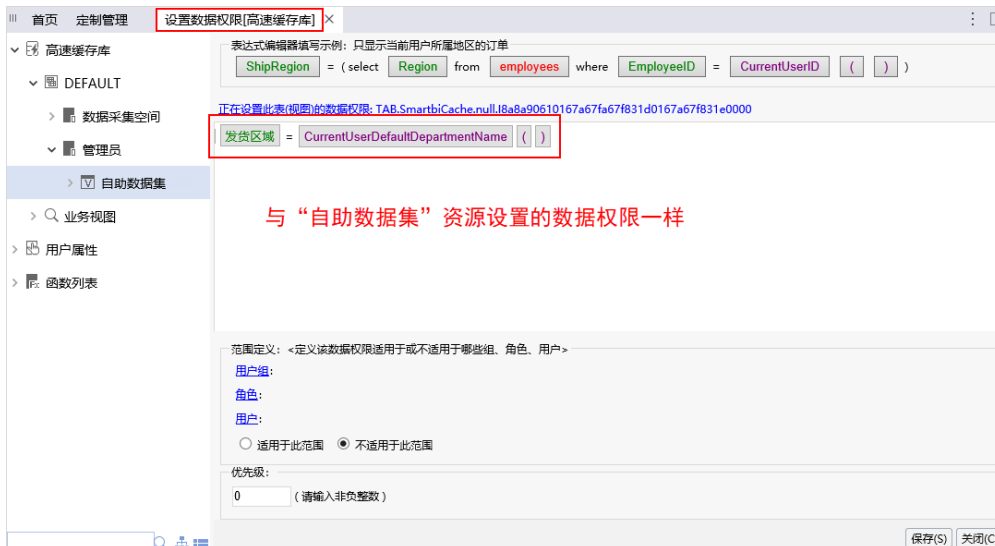 首页 定制管理 设置数据权限[高速缓存库] ×
高速缓存库
DEFAULT
数据采集空间
管理员
自助数据集
业务视图
用户属性
函数列表
表达式编辑器填写示例：只显示当前用户所属地区的订单
ShipRegion = ( select Region from employees where EmployeeID = CurrentUserID ( ) )
正在设置此表(视图)的数据权限: TAB.SmartbiCache.null.I8a8a90610167a67fa67f831d0167a67f831e0000
发货区域 = CurrentUserDefaultDepartmentName ( )
与“自助数据集”资源设置的数据权限一样
范围定义：<定义该数据权限适用于或不适用于哪些组、角色、用户>
用户组:
角色:
用户:
适用于此范围 不适用于此范围
优先级:
0 ( 请输入非负整数 )
保存(S) 关闭(C